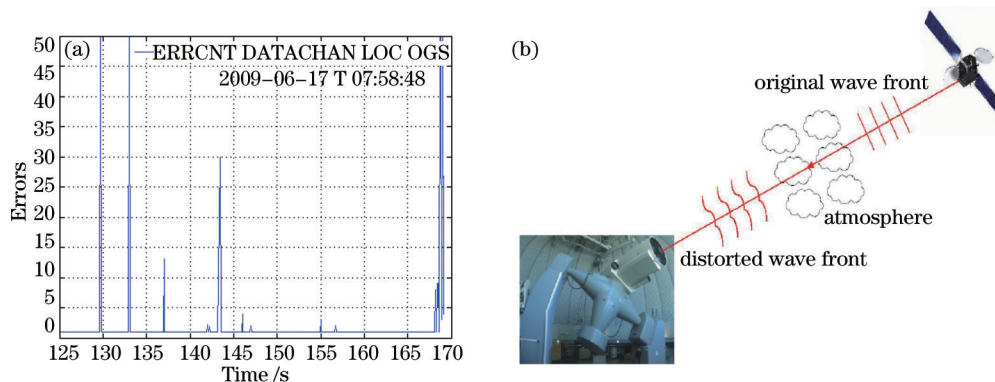 (a)
ERRCNT DATACHAN LOC OGS
2009-06-17 T 07:58:48
Errors
50
45
40
35
30
25
20
15
10
5
0
125 130 135 140 145 150 155 160 165 170
Time /s
(b)
original wave front
atmosphere
distorted wave front